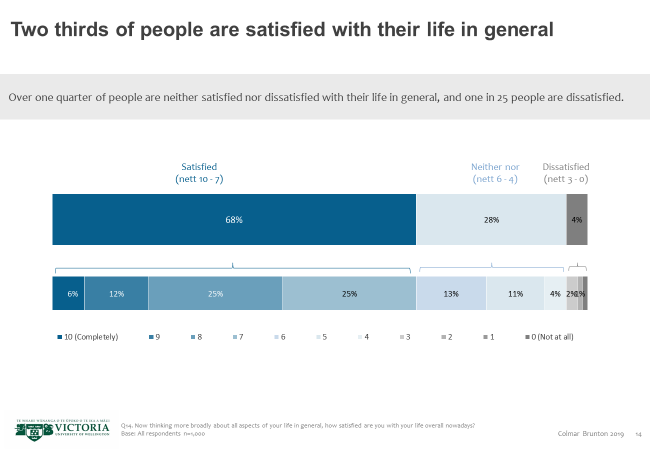 Two thirds of people are satisfied with their life in general
Over one quarter of people are neither satisfied nor dissatisfied with their life in general, and one in 25 people are dissatisfied.
Satisfied
(nett 10 - 7)
Neither nor
(nett 6 - 4)
Dissatisfied
(nett 3 - 0)
68%
28%
4%
6%
12%
25%
25%
13%
11%
4%
2%
1%
10 (Completely)
9
8
7
6
5
4
3
2
1
0 (Not at all)
VICTORIA
UNIVERSITY OF WELLINGTON
Q14. Now thinking more broadly about all aspects of your life in general, how satisfied are you with your life overall nowadays?
Base: All respondents n=1,000
Colmar Brunton 2019
14